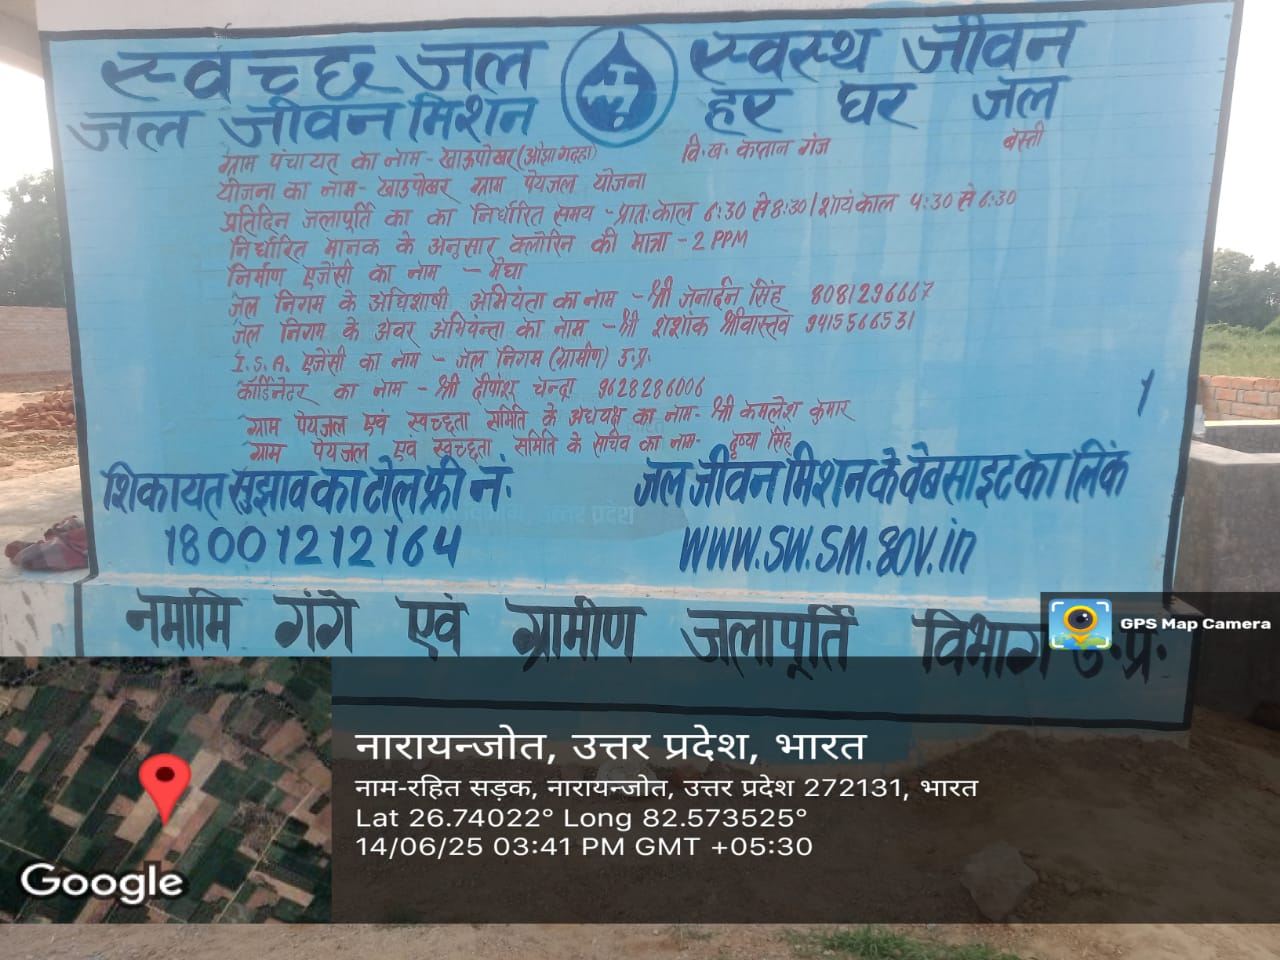 स्वच्छ जल स्वस्थ जीवन
जल जीवन मिशन हर घर जल
ग्राम पंचायत का नाम - खाऊपोखर (ओझागदहा) वि.ख. कप्तान गंज बस्ती
योजना का नाम - खाऊपोखर ग्राम पेयजल योजना
प्रतिदिन जलापूर्ति का का निर्धारित समय - प्रातः काल 6:30 से 8:30 / शायंकाल 4:30 से 6:30
निर्धारित मानक के अनुसार क्लोरिन की मात्रा - 2 PPM
निर्माण एजेंसी का नाम - मेघा
जल निगम के अधिशाषी अभियंता का नाम - श्री जनार्दन सिंह 8081296667
जल निगम के अवर अभियन्ता का नाम - श्री शशांक श्रीवास्तव 9415566531
I.S.A. एजेंसी का नाम - जल निगम (ग्रामीण) उ.प्र.
कॉर्डिनेटर का नाम - श्री दीपांशू चन्द्रा 9628286006
ग्राम पेयजल एवं स्वच्छता समिति के अध्यक्ष का नाम - श्री कमलेश कुमार
ग्राम पेयजल एवं स्वच्छता समिति के सचिव का नाम - सिंह
शिकायत सुझाव का टोल फ्री नं. जल जीवन मिशन के वेबसाइट का लिंक
18001212164 WWW.SW.SM.GOV.in
नमामि गंगे एवं ग्रामीण जलापूर्ति विभाग उ.प्र.
GPS Map Camera
नारायन्जोत, उत्तर प्रदेश, भारत
नाम-रहित सड़क, नारायन्जोत, उत्तर प्रदेश 272131, भारत
Lat 26.74022° Long 82.573525°
14/06/25 03:41 PM GMT +05:30
Google